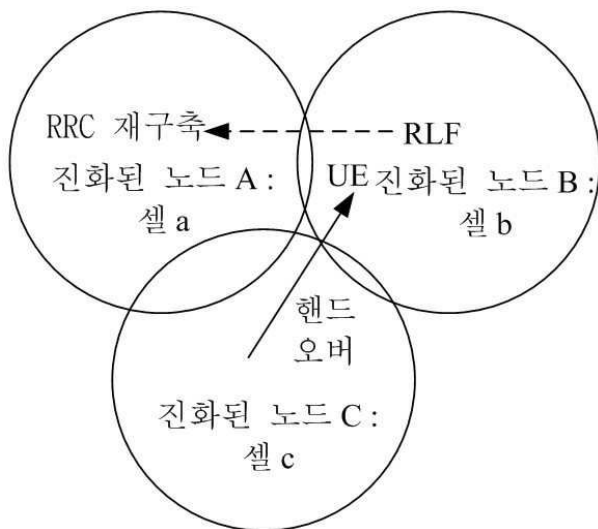 RRC 재구축
진화된 노드 A :
셀 a
RLF
UE 진화된 노드 B :
셀 b
핸드
오버
진화된 노드 C :
셀 c